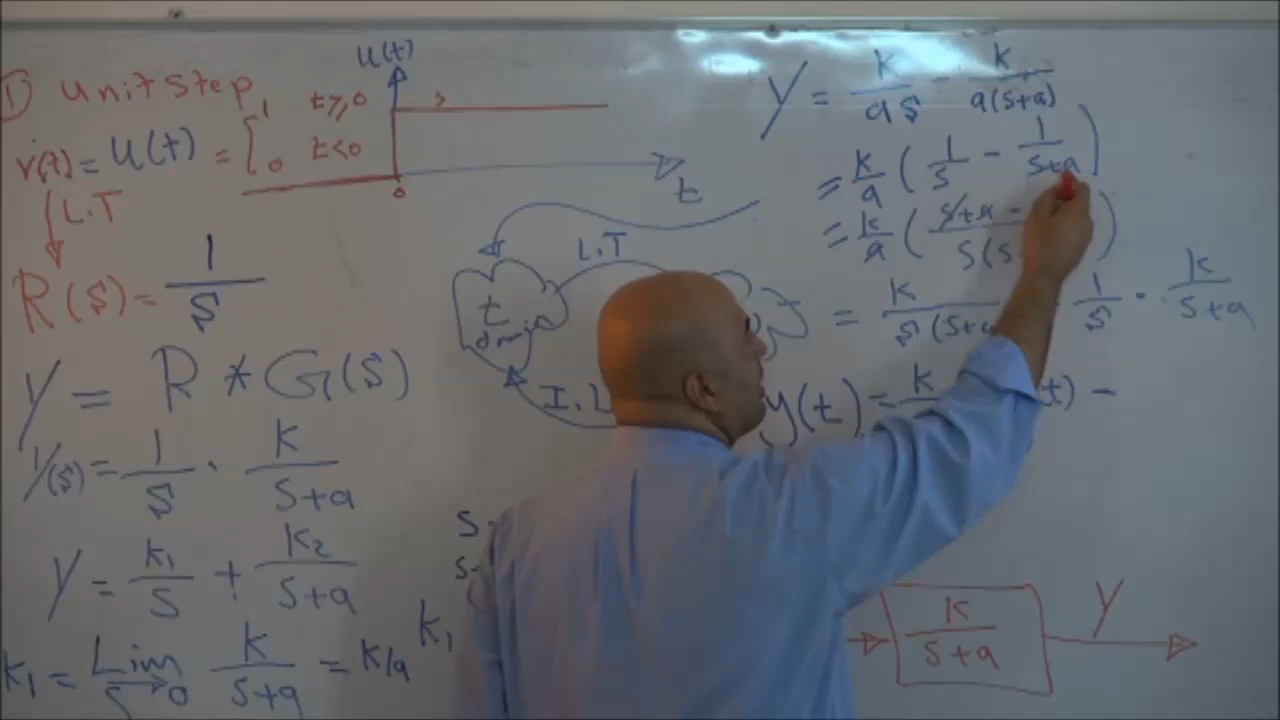 1) unit step
u(t)
r(t) = u(t) = [ 1 t≥0
0 t<0
0
t
L.T
R(s) = 1/s
Y = R * G(s)
Y(s) = 1/s · k/(s+a)
Y = k1/s + k2/(s+a)
k1 = Lim s→0 k/(s+a) = k/a
L.T
t
domain
I.L
s
s
k1
Y = k/(a s) - k/(a(s+a))
= k/a ( 1/s - 1/(s+a) )
= k/a ( (s+a - / s(s )
= k/(s(s+a 1/s · k/(s+a)
y(t) = k t) -
k/(s+a)
Y